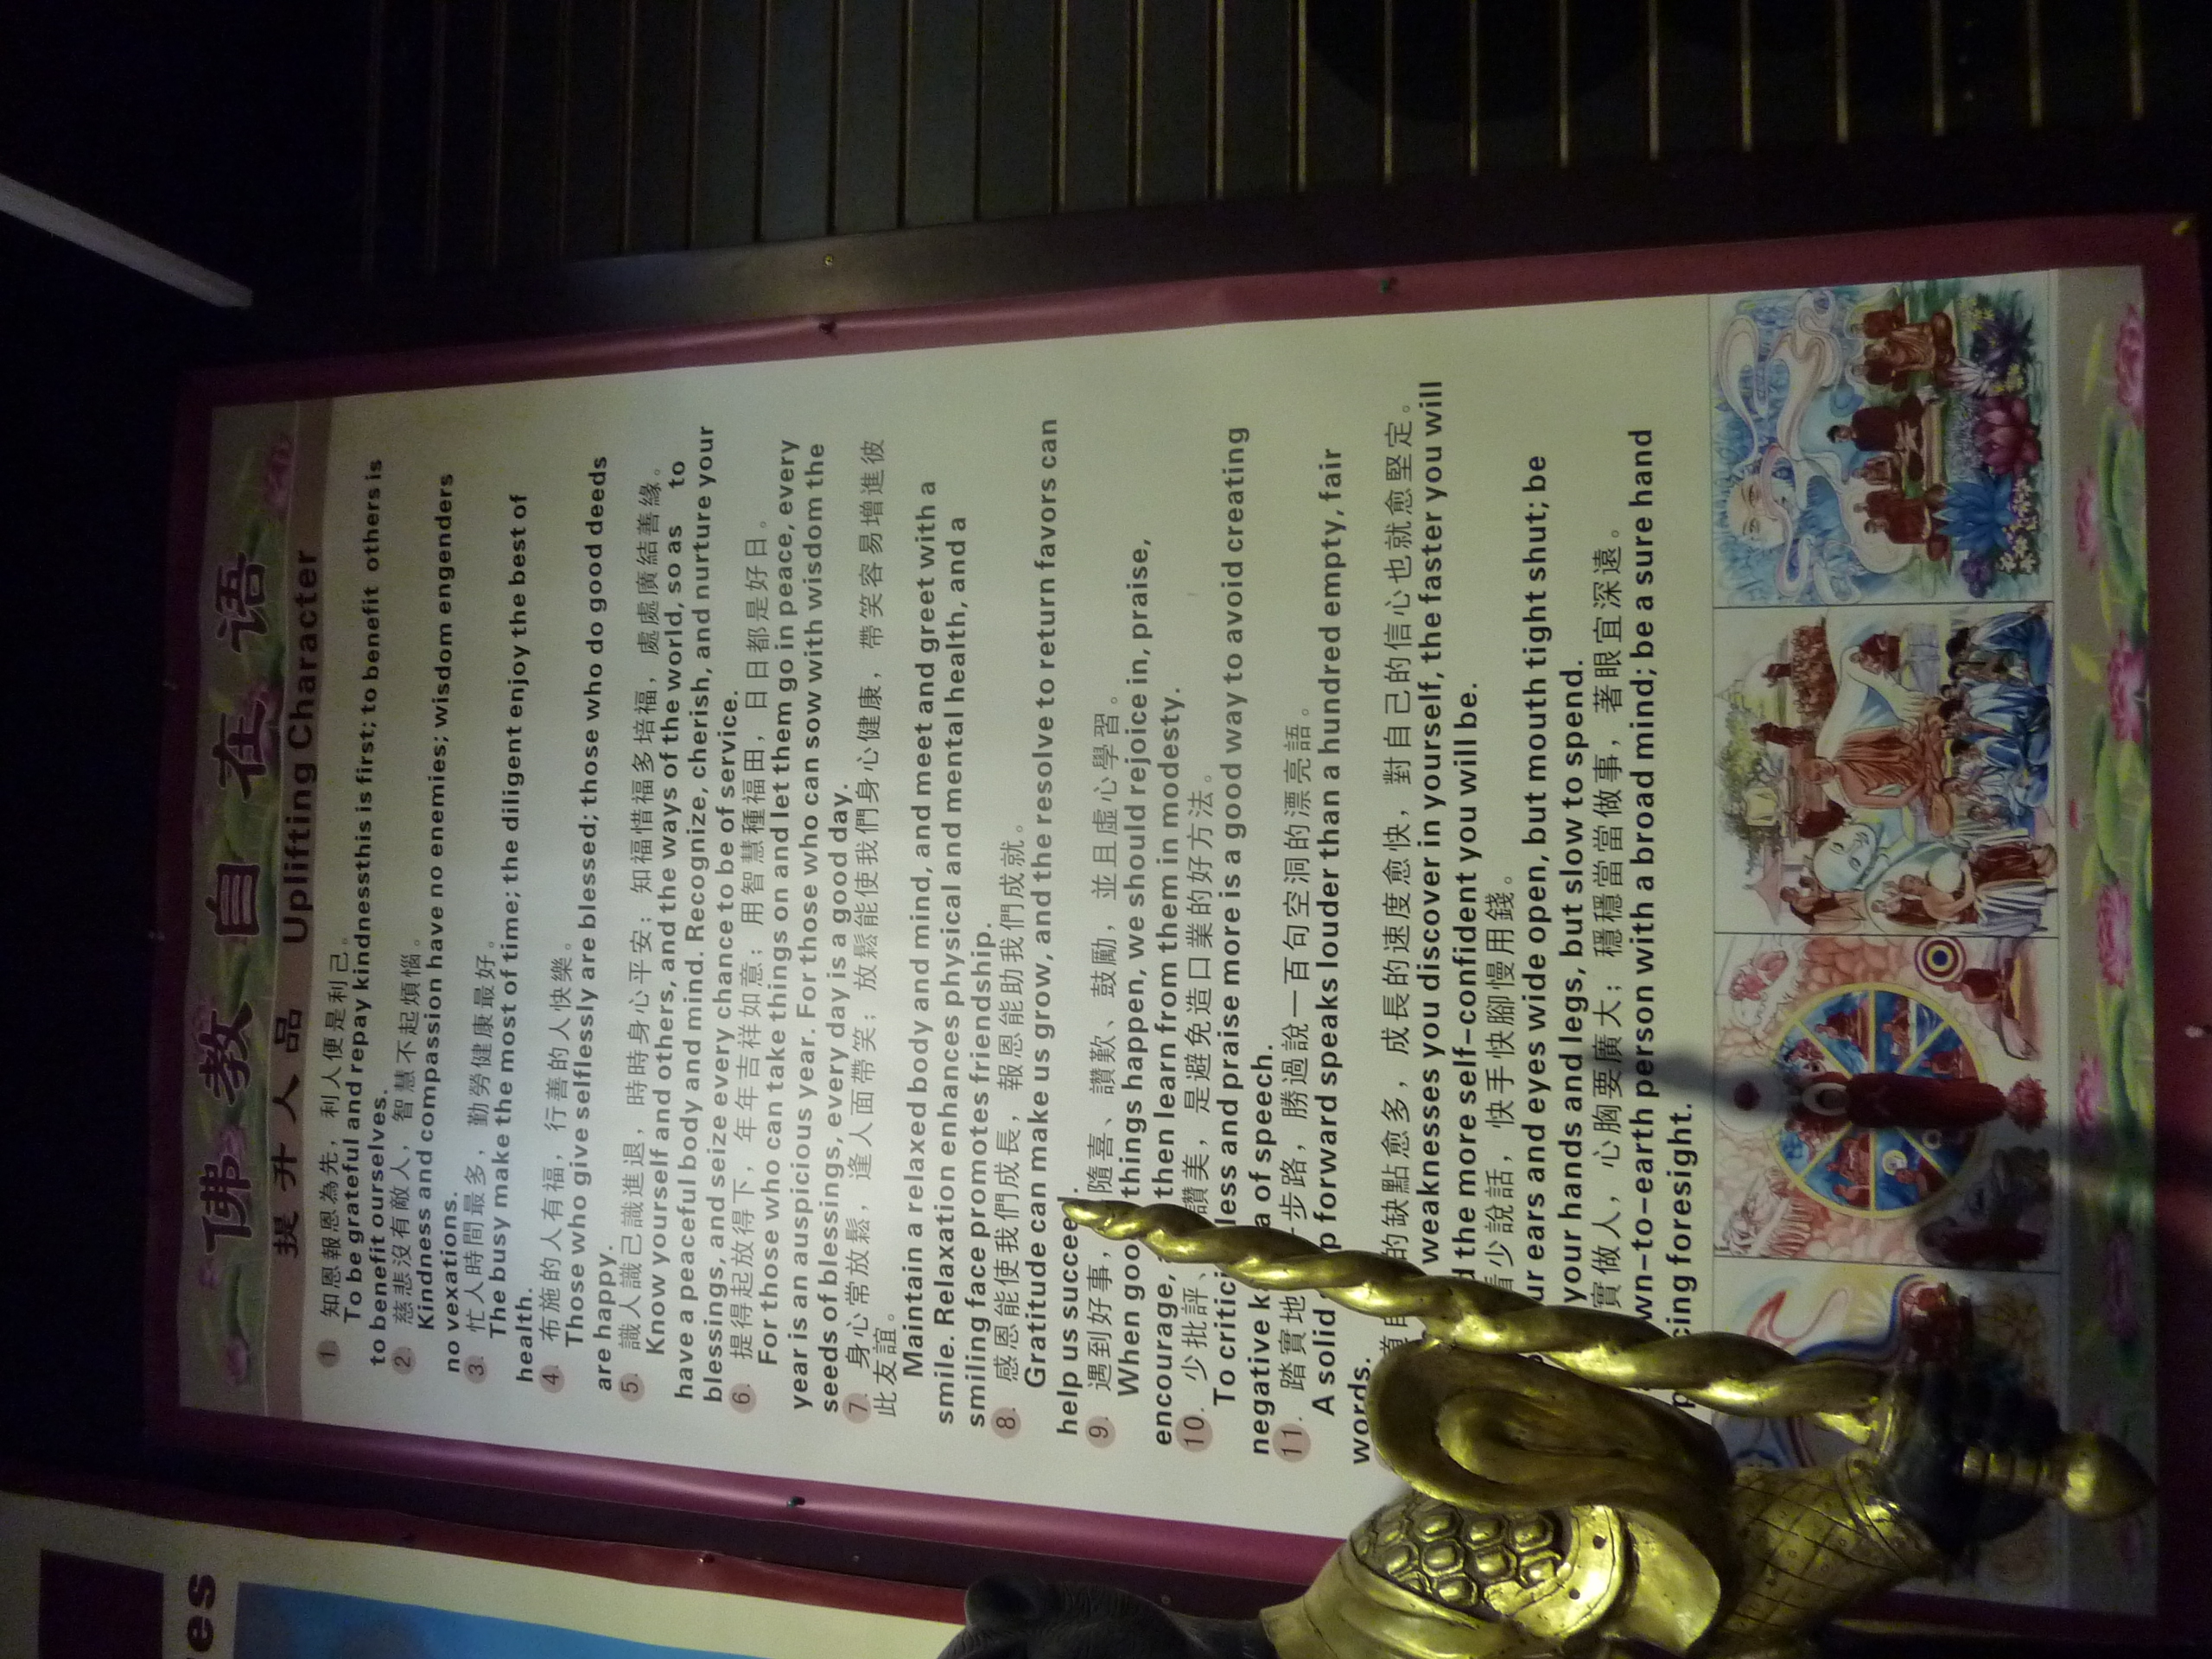 佛教自在语
提升人品 Uplifting Character
1. 知恩報恩為先，利人便是利己。
To be grateful and repay kindnessthis is first; to benefit others is
to benefit ourselves.
2. 慈悲沒有敵人，智慧不起煩惱。
Kindness and compassion have no enemies; wisdom engenders
no vexations.
3. 忙人時間最多，勤勞健康最好。
The busy make the most of time; the diligent enjoy the best of
health.
4. 布施的人有福，行善的人快樂。
Those who give selflessly are blessed; those who do good deeds
are happy.
5. 識人識己識進退，時時身心平安；知福惜福多培福，處處廣結善緣。
Know yourself and others, and the ways of the world, so as to
have a peaceful body and mind. Recognize, cherish, and nurture your
blessings, and seize every chance to be of service.
6. 提得起放得下，年年吉祥如意；用智慧種福田，日日都是好日。
For those who can take things on and let them go in peace, every
year is an auspicious year. For those who can sow with wisdom the
seeds of blessings, every day is a good day.
7. 身心常放鬆，逢人面帶笑；放鬆能使我們身心健康，帶笑容易增進彼
此友誼。
Maintain a relaxed body and mind, and meet and greet with a
smile. Relaxation enhances physical and mental health, and a
smiling face promotes friendship.
8. 感恩能使我們成長，報恩能助我們成就。
Gratitude can make us grow, and the resolve to return favors can
help us succee.
9. 遇到好事，隨喜、讚歎、鼓勵，並且虛心學習。
When goo things happen, we should rejoice in, praise,
encourage, then learn from them in modesty.
10. 少批評、讚美，是避免造口業的好方法。
To critici less and praise more is a good way to avoid creating
negative k a of speech.
11. 踏實地 一步路，勝過說一百句空洞的漂亮語。
A solid p forward speaks louder than a hundred empty, fair
words.
的缺點愈多，成長的速度愈快，對自己的信心也就愈堅定。
weaknesses you discover in yourself, the faster you will
d the more self-confident you will be.
看少說話，快手快腳慢用錢。
ur ears and eyes wide open, but mouth tight shut; be
your hands and legs, but slow to spend.
實做人，心胸要廣大；穩穩當當做事，著眼宜深遠。
wn-to-earth person with a broad mind; be a sure hand
cing foresight.
es